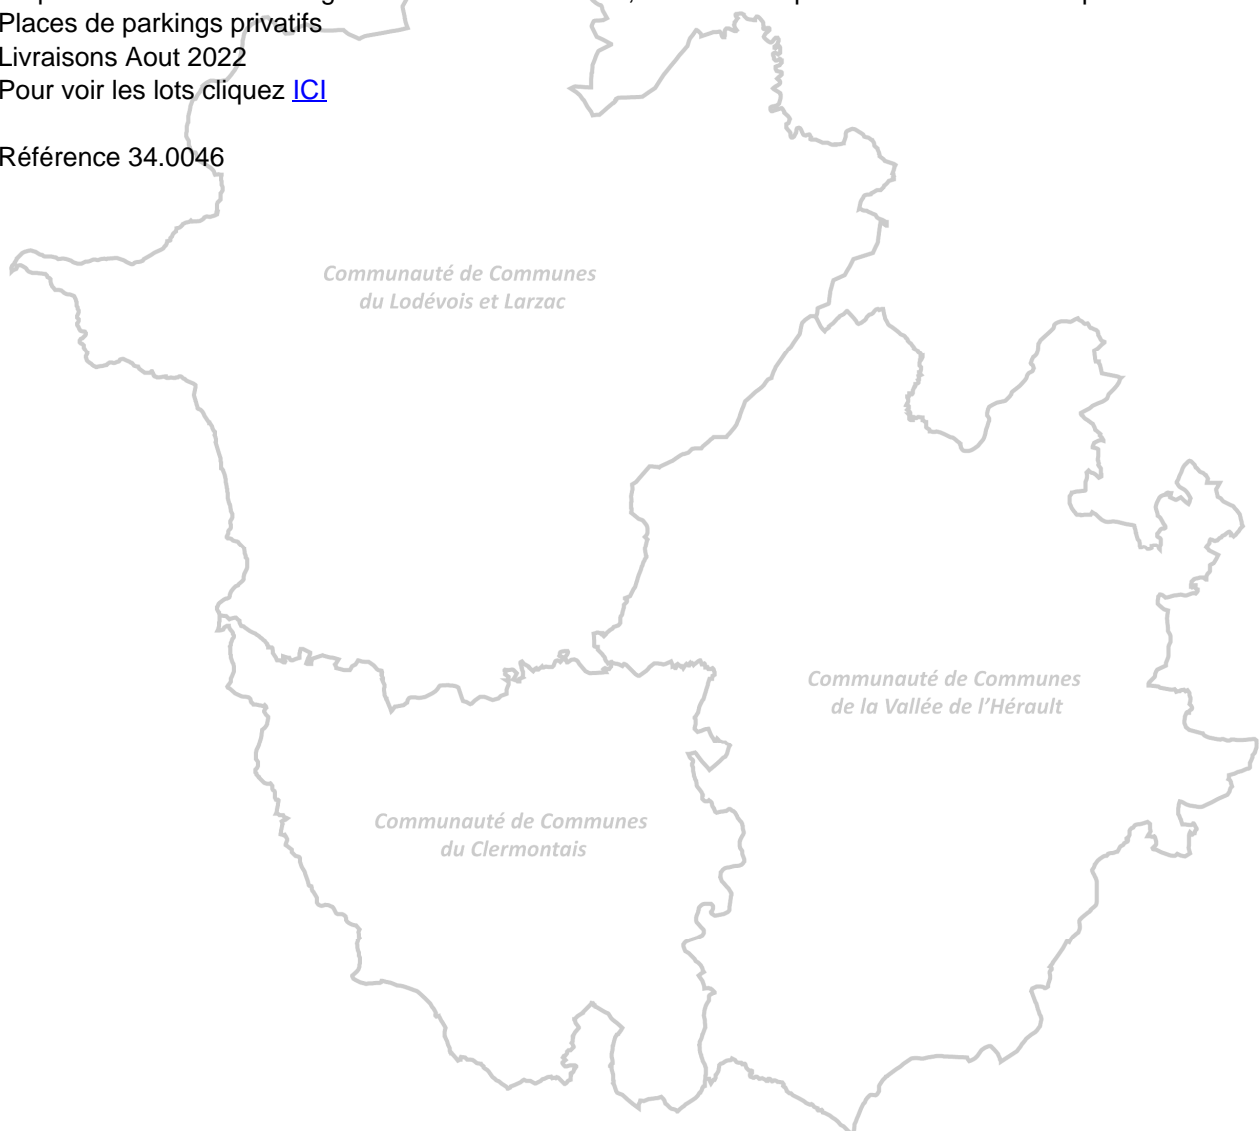 Places de parkings privatifs
Livraisons Aout 2022
Pour voir les lots cliquez ICI
Référence 34.0046
Communauté de Communes
du Lodévois et Larzac
Communauté de Communes
de la Vallée de l'Hérault
Communauté de Communes
du Clermontais